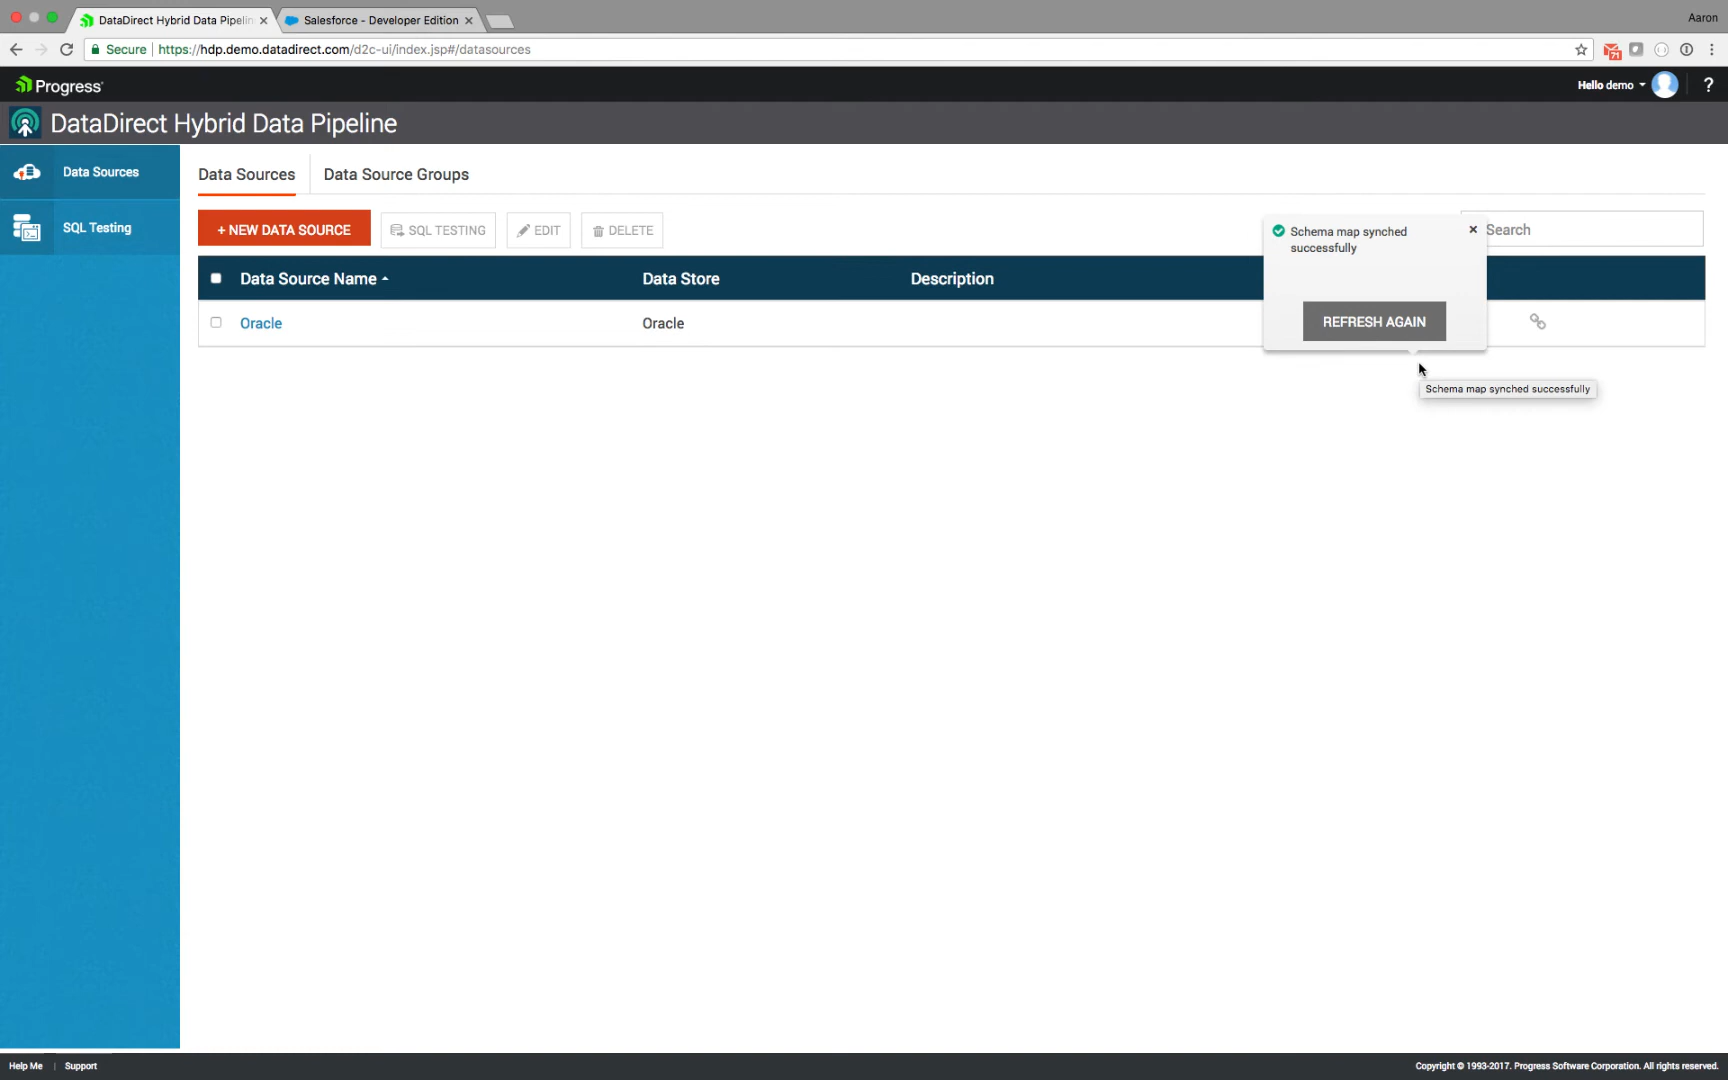 DataDirect Hybrid Data Pipelin
Salesforce - Developer Edition
Aaron
Secure
https://hdp.demo.datadirect.com/d2c-ui/index.jsp#/datasources
71
Progress
Hello demo
?
DataDirect Hybrid Data Pipeline
Data Sources
SQL Testing
Data Sources
Data Source Groups
+ NEW DATA SOURCE
SQL TESTING
EDIT
DELETE
Search
Data Source Name
Data Store
Description
Oracle
Oracle
Schema map synched
successfully
REFRESH AGAIN
Schema map synched successfully
Help Me | Support
Copyright © 1993-2017. Progress Software Corporation. All rights reserved.